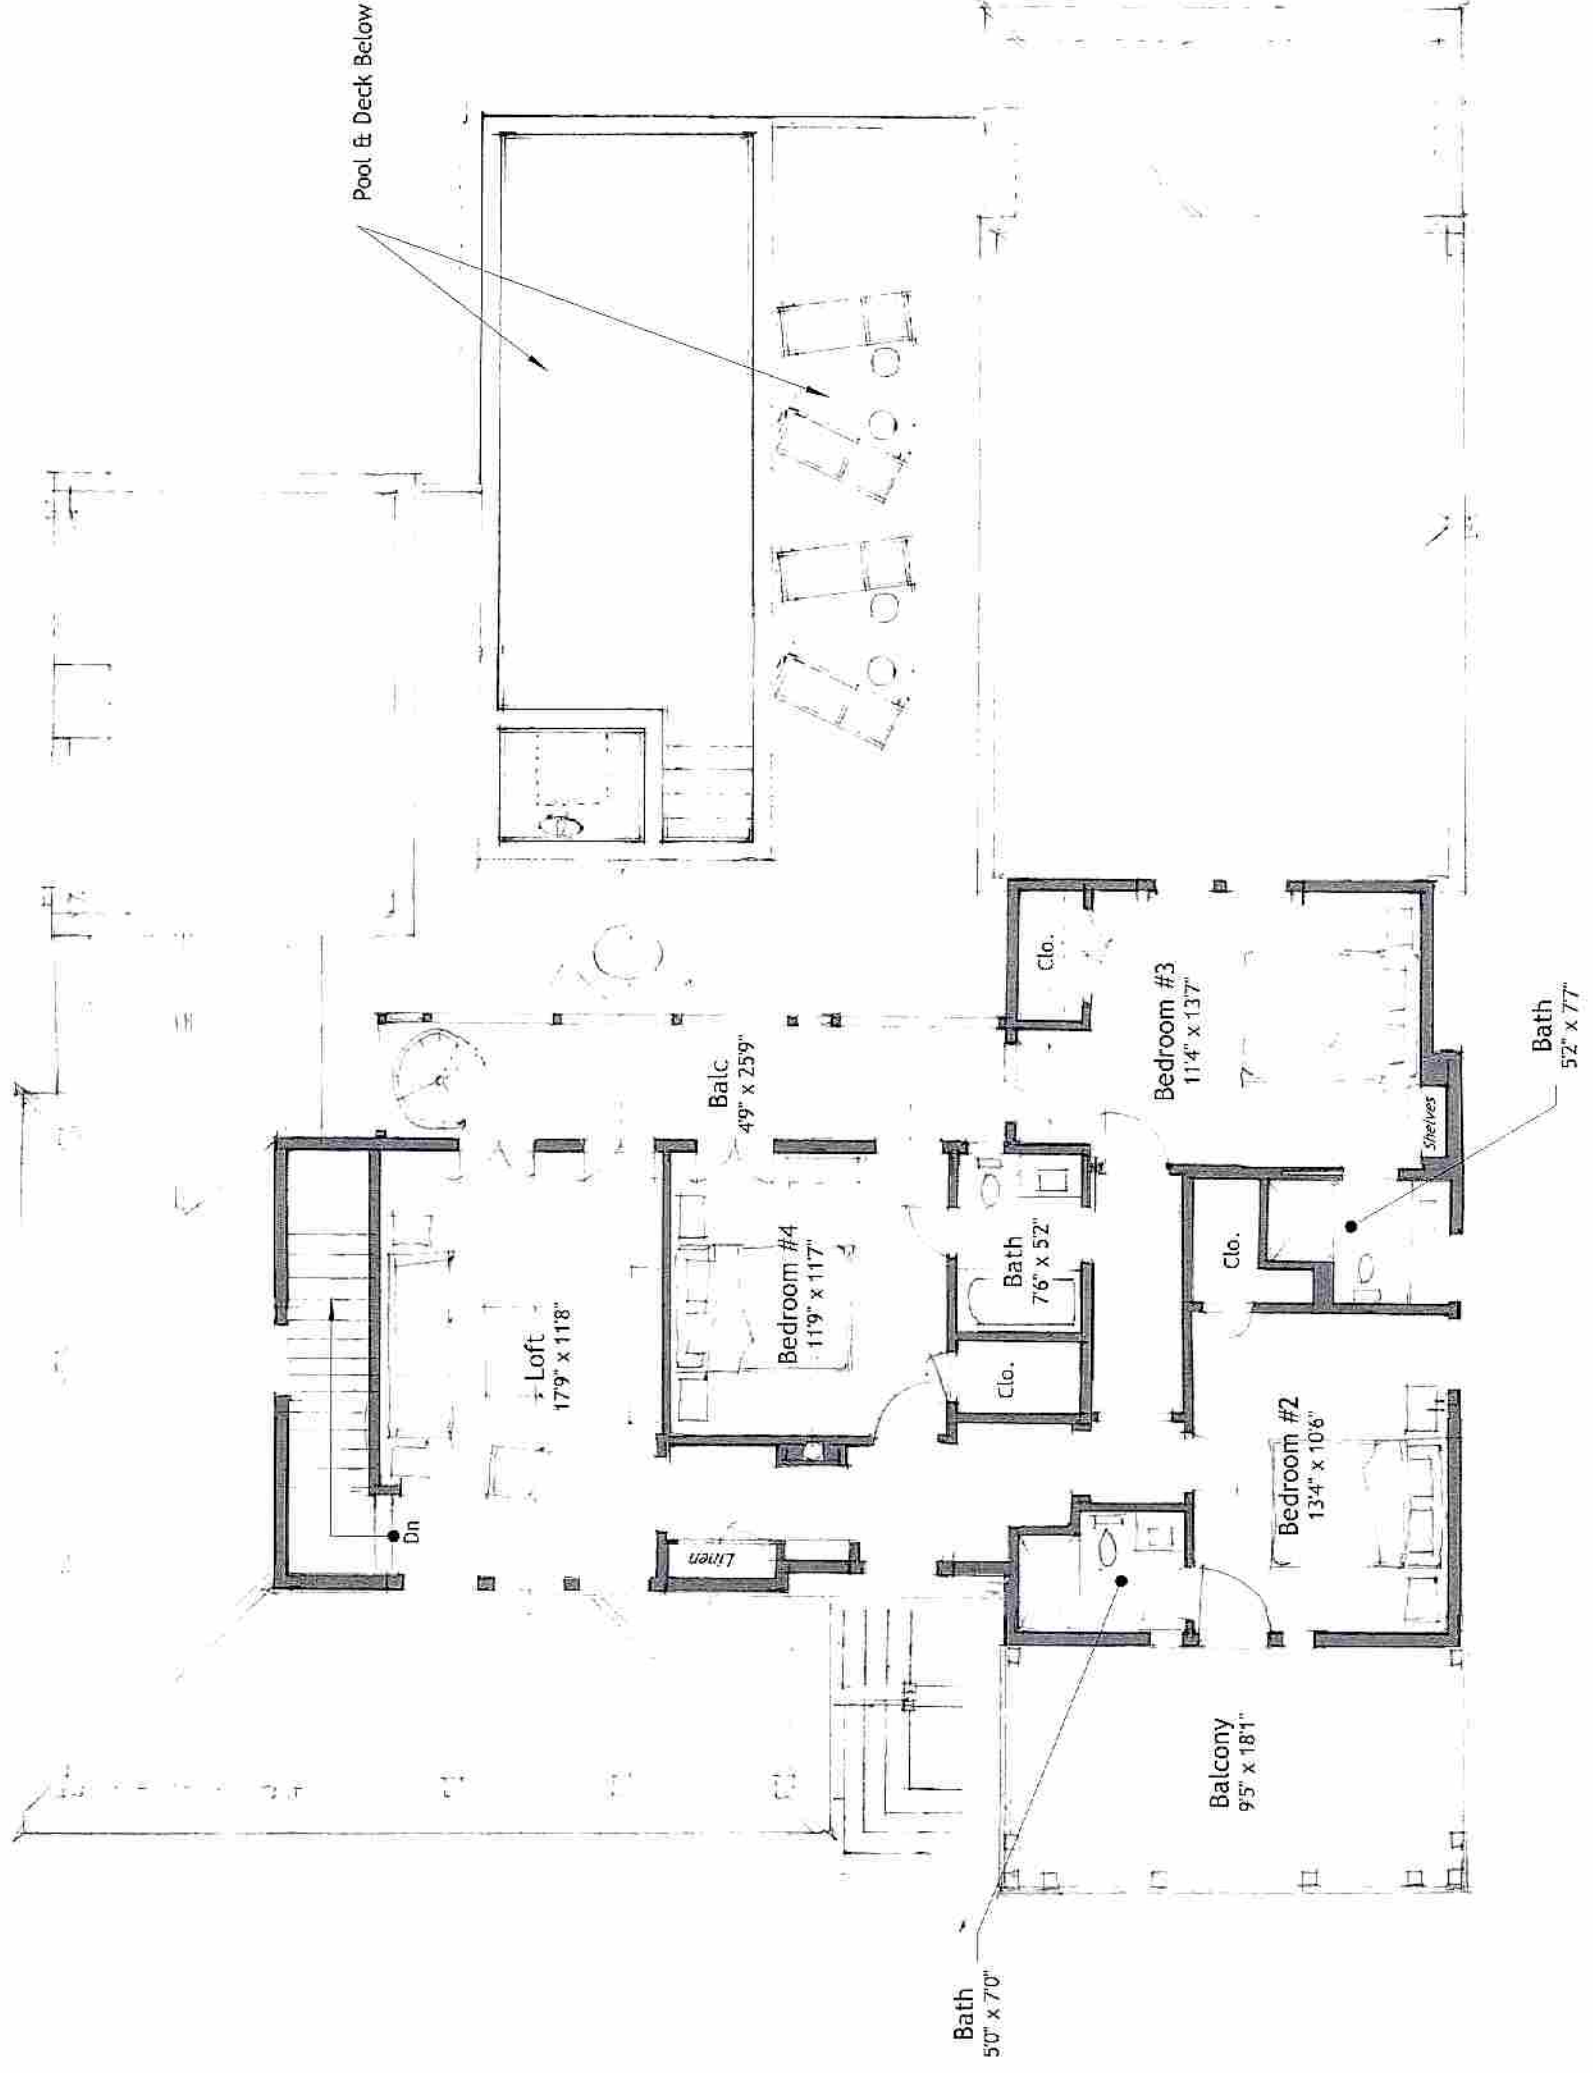 Pool & Deck Below
Dn
Loft
17'9" x 11'8"
Linen
Balc
4'9" x 25'9"
Bedroom #4
11'9" x 11'7"
Clo.
Bath
7'6" x 5'2"
Clo.
Bedroom #3
11'4" x 13'7"
Shelves
Bath
5'2" x 7'7"
Clo.
Bedroom #2
13'4" x 10'6"
Balcony
9'5" x 18'1"
Bath
5'0" x 7'0"